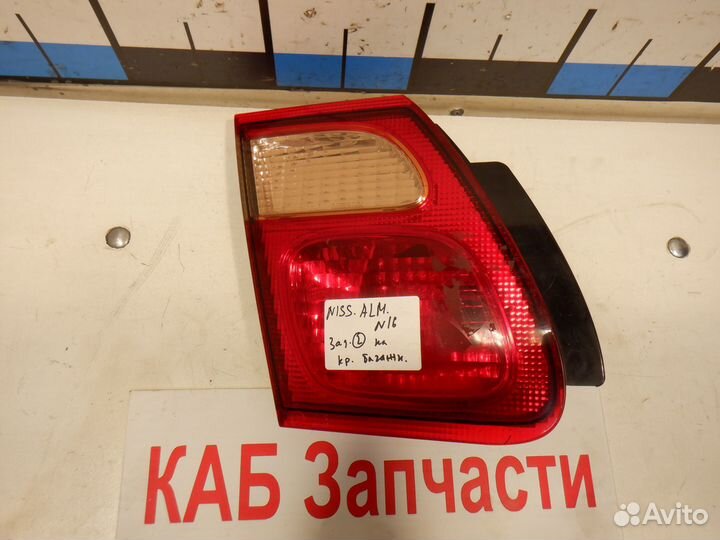 NISS. ALM.
N16
Зад. на
кр. багажн.
КАБ Запчасти
Avito